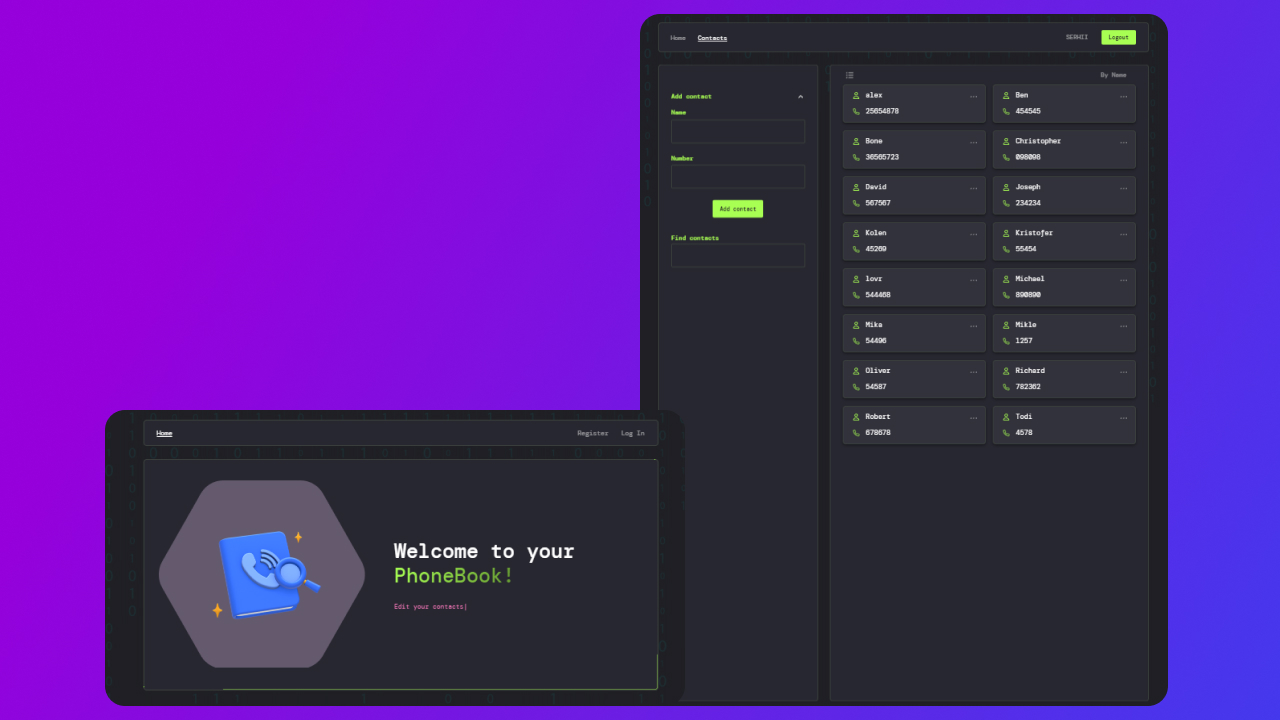 Home Contacts SERHII Logout
Add contact
Name
Number
Add contact
Find contacts
By Name
alex
25654878
Ben
454545
Bone
36565723
Christopher
098098
David
567567
Joseph
234234
Kolen
45269
Kristofer
55454
lovr
544468
Michael
890890
Mike
54496
Mikle
1257
Oliver
54587
Richard
782362
Robert
678678
Todi
4578
Home Register Log In
Welcome to your
PhoneBook!
Edit your contacts|